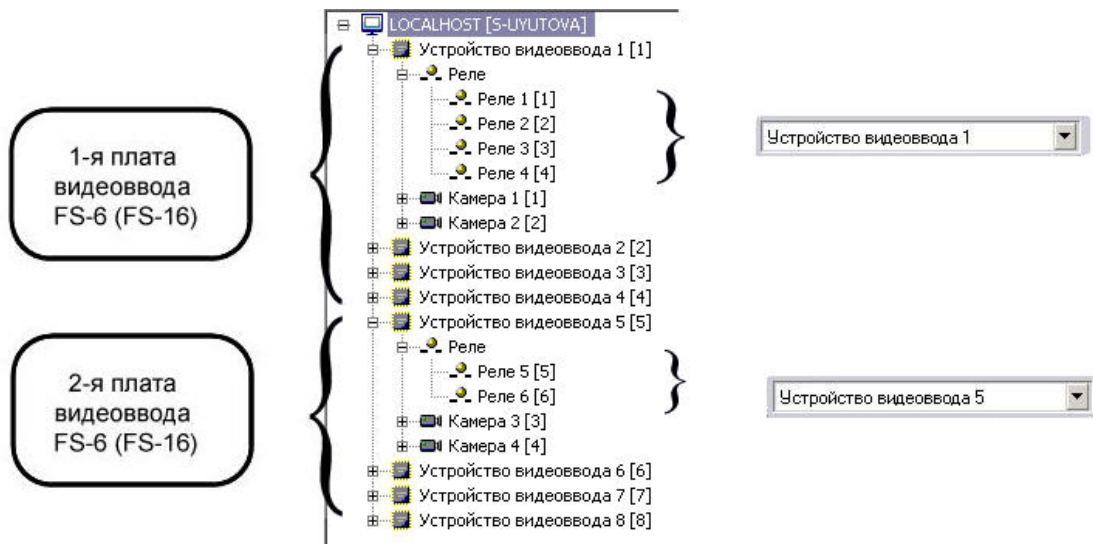 LOCALHOST [S-UYUTOVA]
Устройство видеоввода 1 [1]
Реле
Реле 1 [1]
Реле 2 [2]
Реле 3 [3]
Реле 4 [4]
Камера 1 [1]
Камера 2 [2]
Устройство видеоввода 2 [2]
Устройство видеоввода 3 [3]
Устройство видеоввода 4 [4]
Устройство видеоввода 5 [5]
Реле
Реле 5 [5]
Реле 6 [6]
Камера 3 [3]
Камера 4 [4]
Устройство видеоввода 6 [6]
Устройство видеоввода 7 [7]
Устройство видеоввода 8 [8]
1-я плата
видеоввода
FS-6 (FS-16)
2-я плата
видеоввода
FS-6 (FS-16)
Устройство видеоввода 1
Устройство видеоввода 5